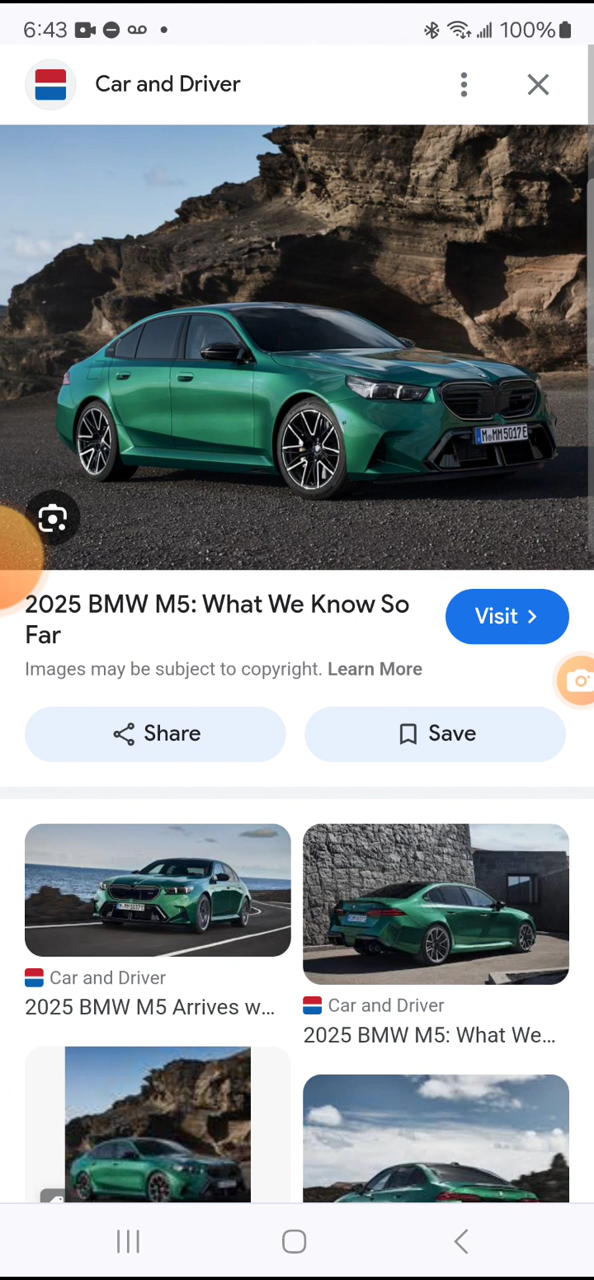 6:43
100%
Car and Driver
M MM 5017E
2025 BMW M5: What We Know So
Far
Visit
Images may be subject to copyright. Learn More
Share
Save
Car and Driver
2025 BMW M5 Arrives w...
Car and Driver
2025 BMW M5: What We...